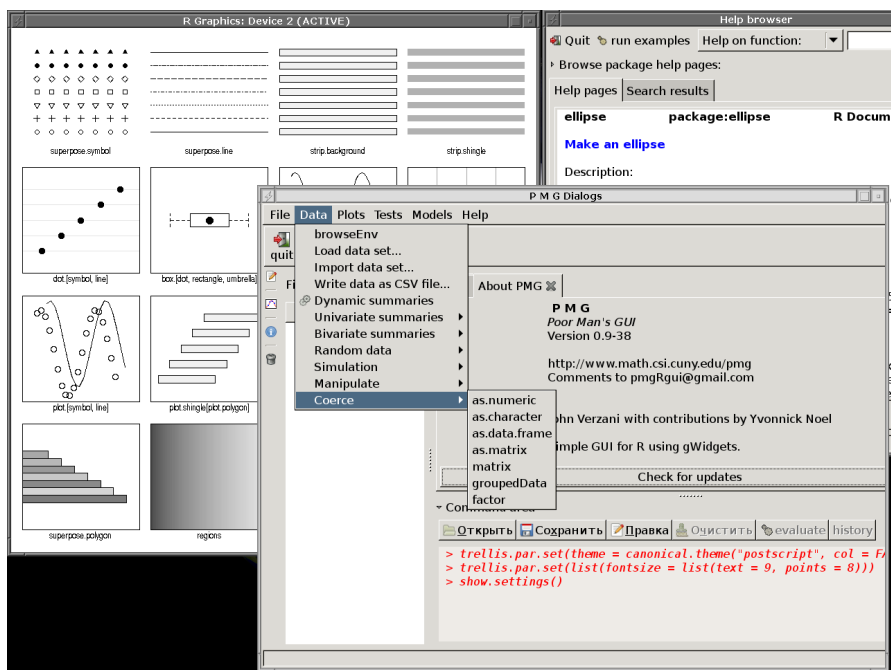 R Graphics: Device 2 (ACTIVE)
superpose.symbol
superpose.line
strip.background
strip.shingle
dot.[symbol, line]
box.[dot, rectangle, umbrella]
plot.[symbol, line]
plot.shingle[plot.polygon]
superpose.polygon
regions
Help browser
Quit
run examples
Help on function:
Browse package help pages:
Help pages
Search results
ellipse package:ellipse R Docum
Make an ellipse
Description:
P M G Dialogs
File Data Plots Tests Models Help
quit
browseEnv
Load data set...
Import data set...
Write data as CSV file...
Dynamic summaries
Univariate summaries
Bivariate summaries
Random data
Simulation
Manipulate
Coerce
as.numeric
as.character
as.data.frame
as.matrix
matrix
groupedData
factor
About PMG
P M G
Poor Man's GUI
Version 0.9-38
http://www.math.csi.cuny.edu/pmg
Comments to pmgRgui@gmail.com
ohn Verzani with contributions by Yvonnick Noel
imple GUI for R using gWidgets.
Check for updates
Открыть
Сохранить
Правка
Очистить
evaluate
history
> trellis.par.set(theme = canonical.theme("postscript", col = FA
> trellis.par.set(list(fontsize = list(text = 9, points = 8)))
> show.settings()